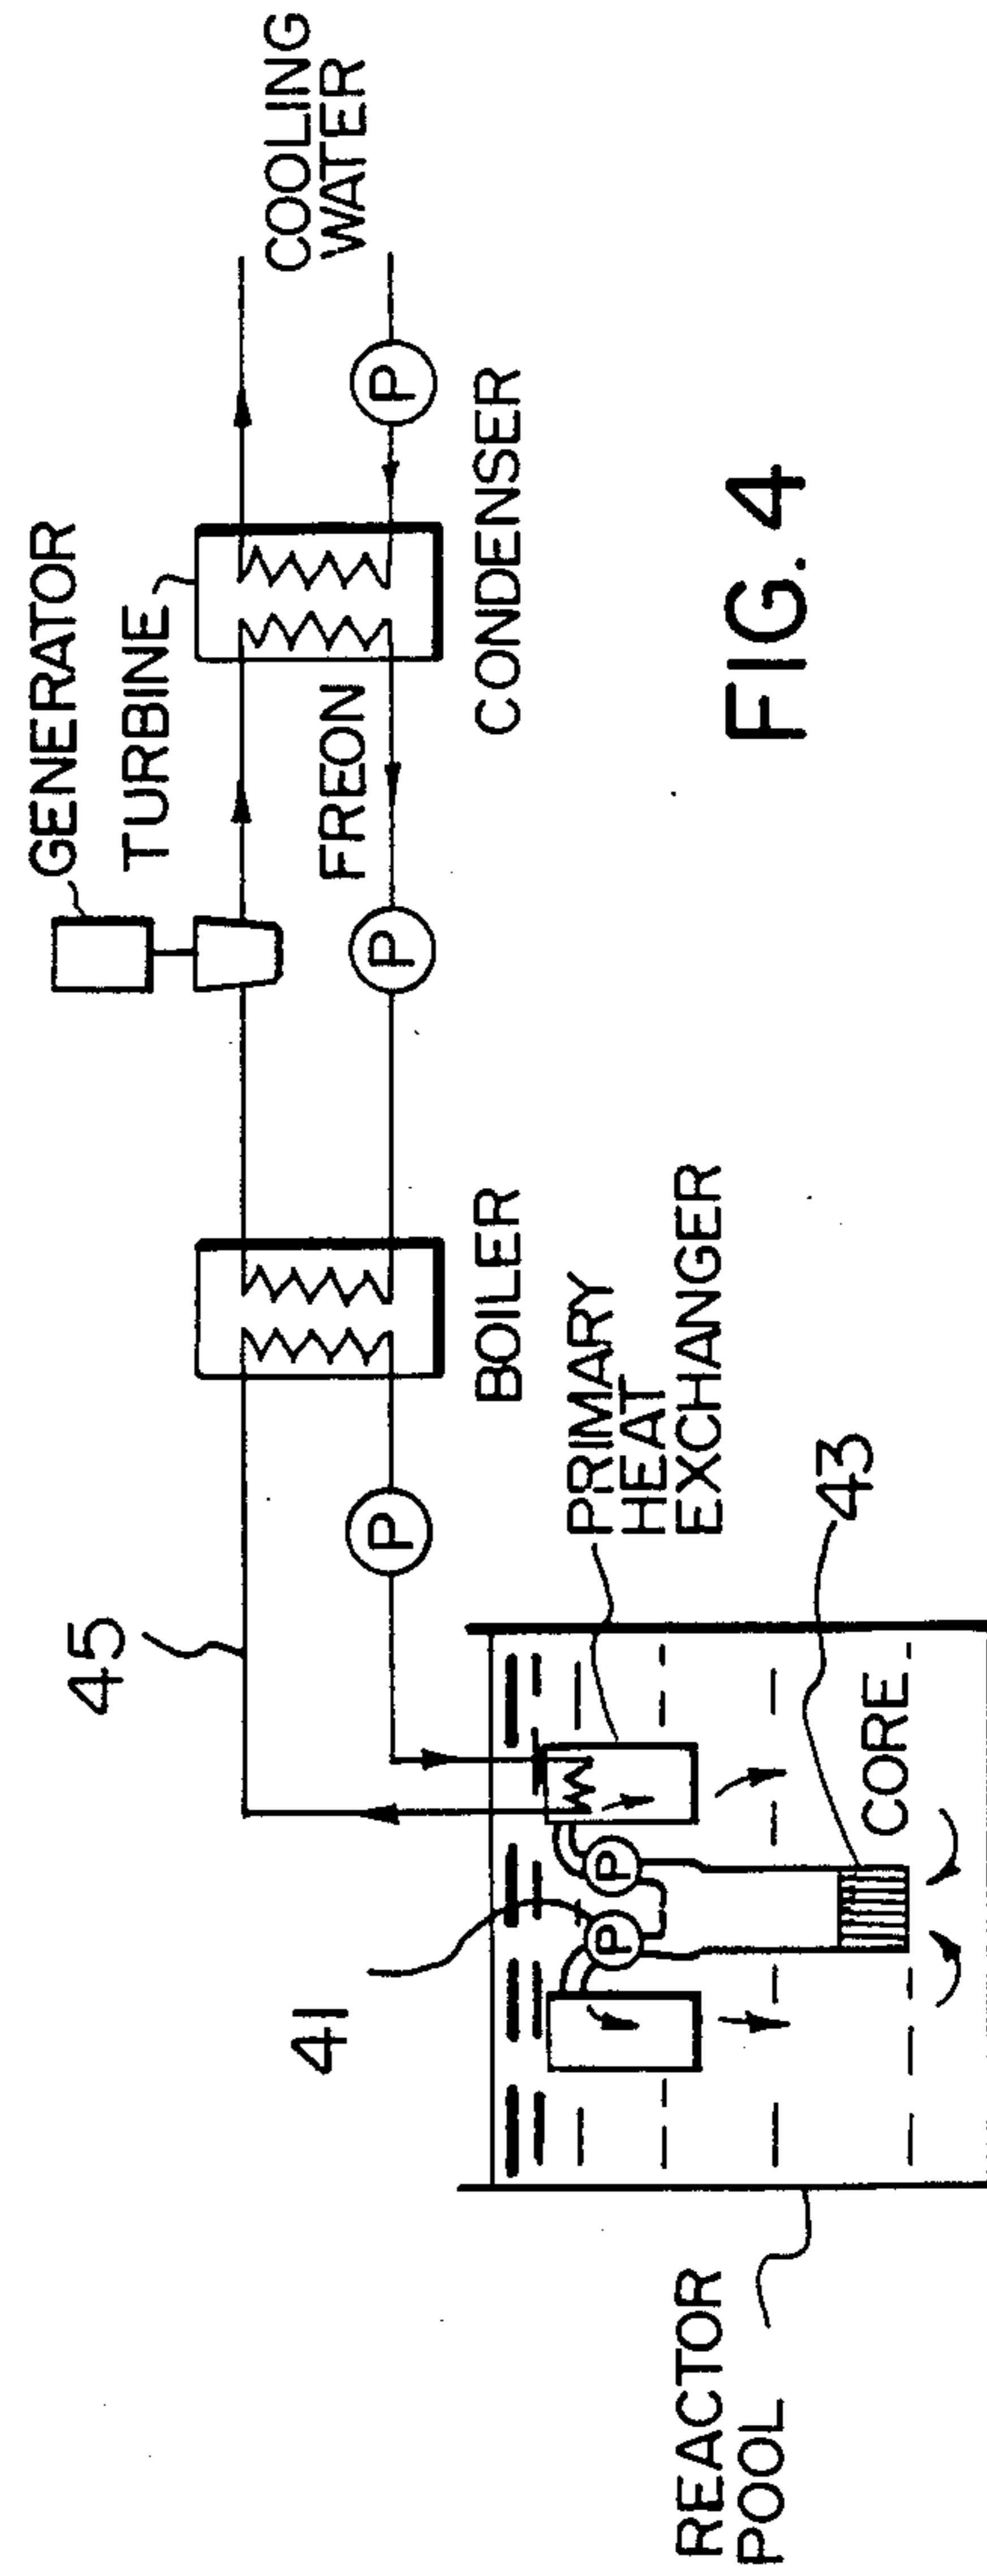 GENERATOR
TURBINE
COOLING
WATER
FREON
P
P
P
CONDENSER
BOILER
45
41
P
P
PRIMARY
HEAT
EXCHANGER
43
CORE
REACTOR
POOL
FIG. 4